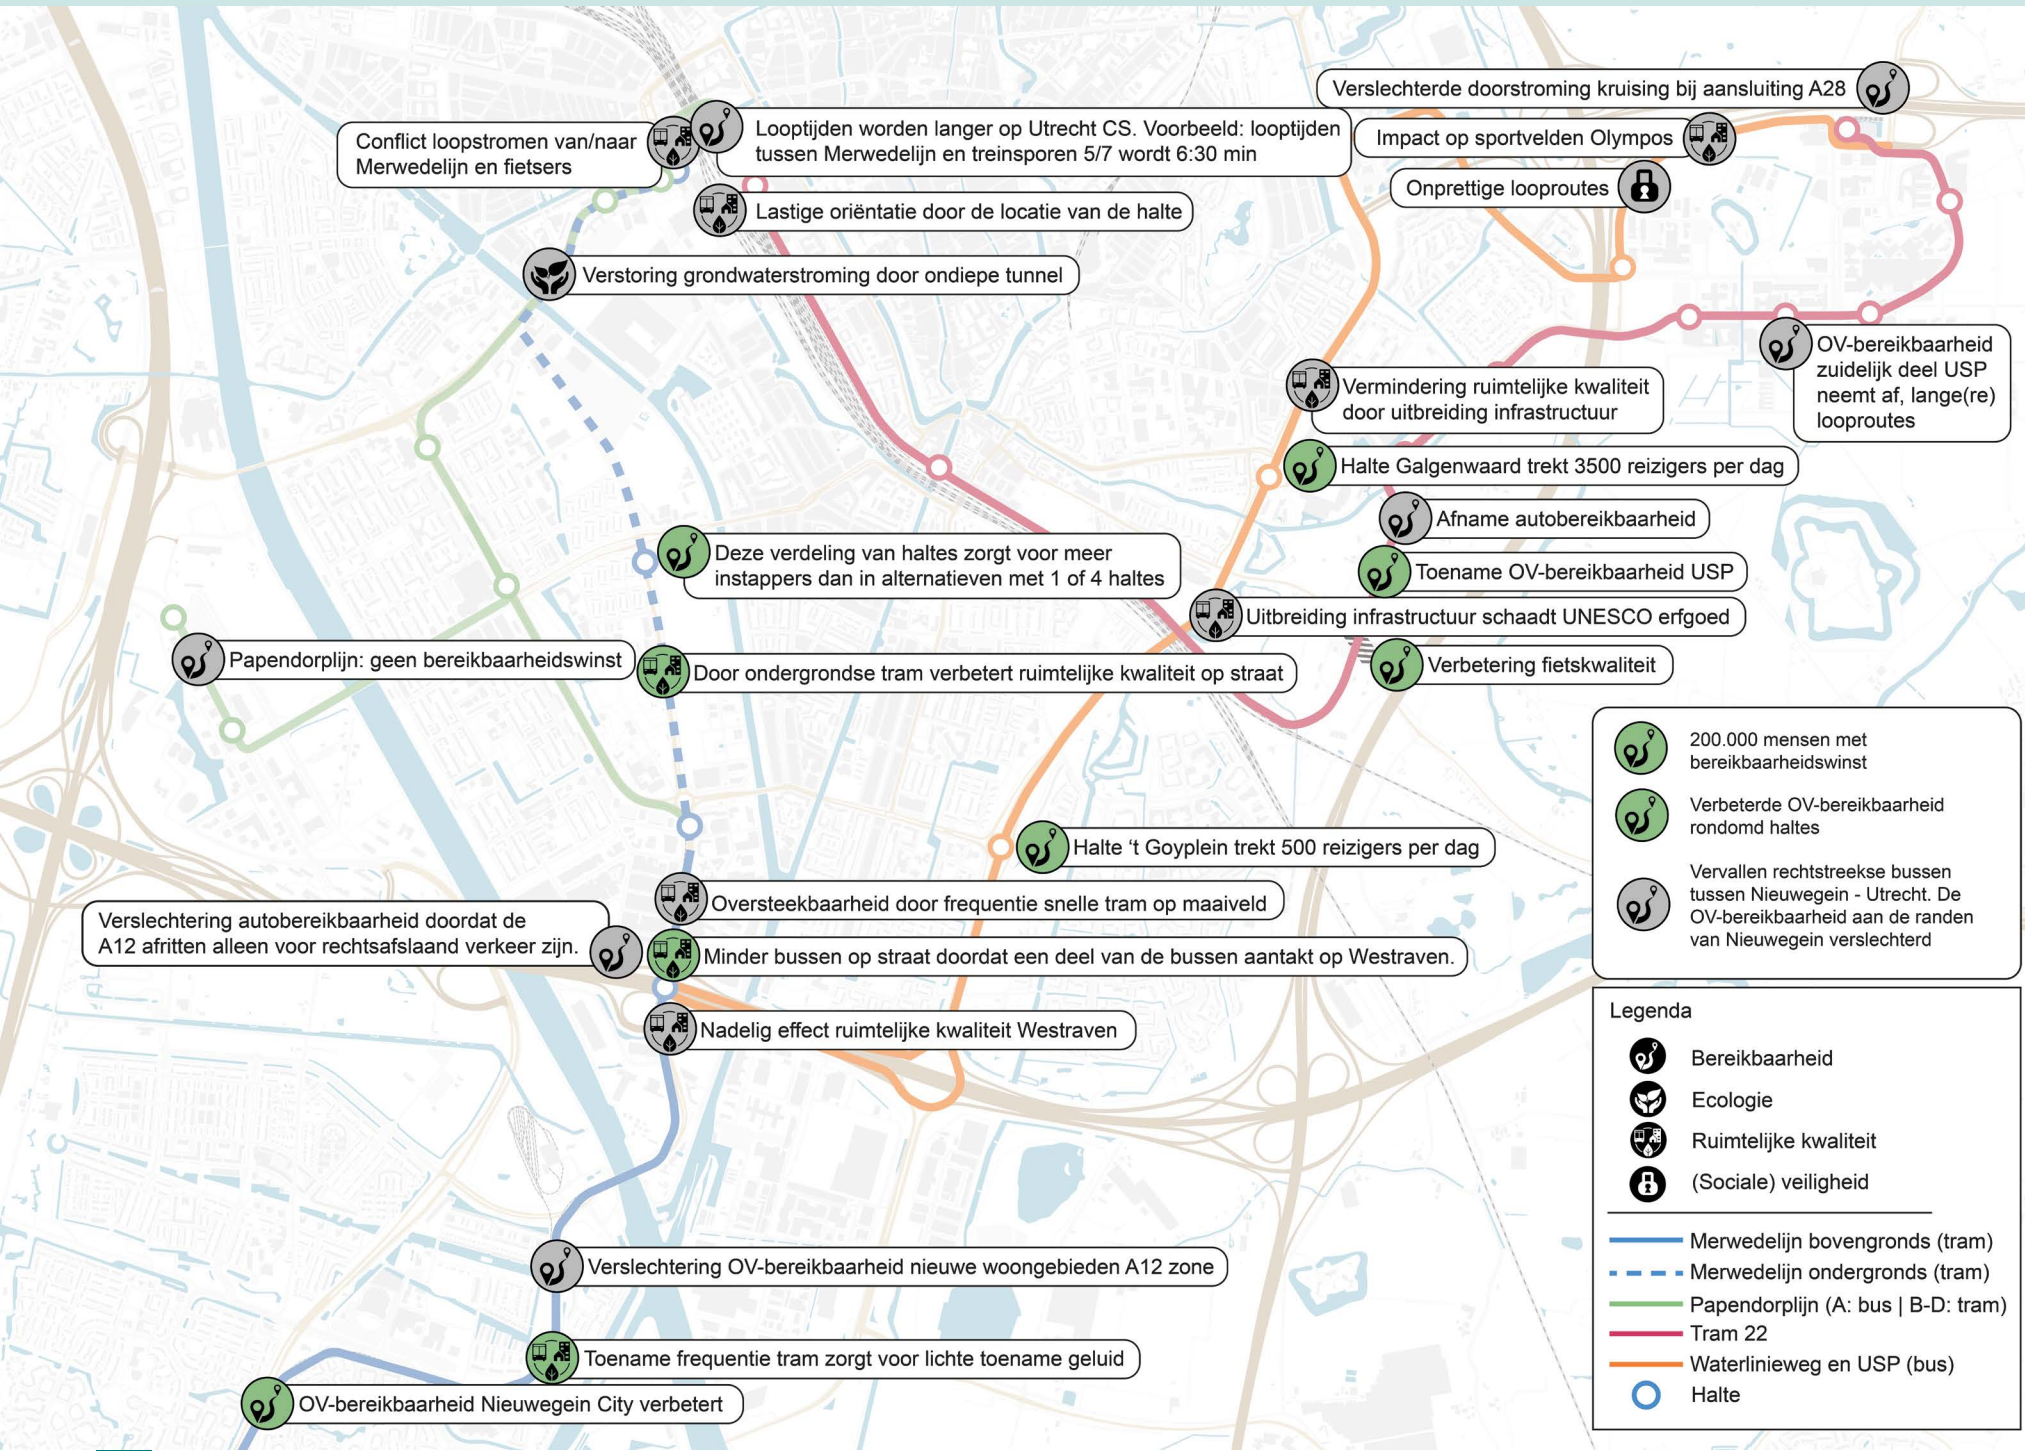 Verslechterde doorstroming kruising bij aansluiting A28
Conflict loopstromen van/naar
Merwedelijn en fietsers
Looptijden worden langer op Utrecht CS. Voorbeeld: looptijden
tussen Merwedelijn en treinsporen 5/7 wordt 6:30 min
Impact op sportvelden Olympos
Onprettige looproutes
Lastige oriëntatie door de locatie van de halte
Verstoring grondwaterstroming door ondiepe tunnel
OV-bereikbaarheid
zuidelijk deel USP
neemt af, lange(re)
looproutes
Vermindering ruimtelijke kwaliteit
door uitbreiding infrastructuur
Halte Galgenwaard trekt 3500 reizigers per dag
Afname autobereikbaarheid
Deze verdeling van haltes zorgt voor meer
instappers dan in alternatieven met 1 of 4 haltes
Toename OV-bereikbaarheid USP
Uitbreiding infrastructuur schaadt UNESCO erfgoed
Papendorplijn: geen bereikbaarheidswinst
Door ondergrondse tram verbetert ruimtelijke kwaliteit op straat
Verbetering fietskwaliteit
200.000 mensen met
bereikbaarheidswinst
Verbeterde OV-bereikbaarheid
rondomd haltes
Vervallen rechtstreekse bussen
tussen Nieuwegein - Utrecht. De
OV-bereikbaarheid aan de randen
van Nieuwegein verslechterd
Halte ‘t Goyplein trekt 500 reizigers per dag
Oversteekbaarheid door frequentie snelle tram op maaiveld
Verslechtering autobereikbaarheid doordat de
A12 afritten alleen voor rechtsafslaand verkeer zijn.
Minder bussen op straat doordat een deel van de bussen aantakt op Westraven.
Nadelig effect ruimtelijke kwaliteit Westraven
Verslechtering OV-bereikbaarheid nieuwe woongebieden A12 zone
Toename frequentie tram zorgt voor lichte toename geluid
OV-bereikbaarheid Nieuwegein City verbetert
Legenda
Bereikbaarheid
Ecologie
Ruimtelijke kwaliteit
(Sociale) veiligheid
Merwedelijn bovengronds (tram)
Merwedelijn ondergronds (tram)
Papendorplijn (A: bus | B-D: tram)
Tram 22
Waterlinieweg en USP (bus)
Halte